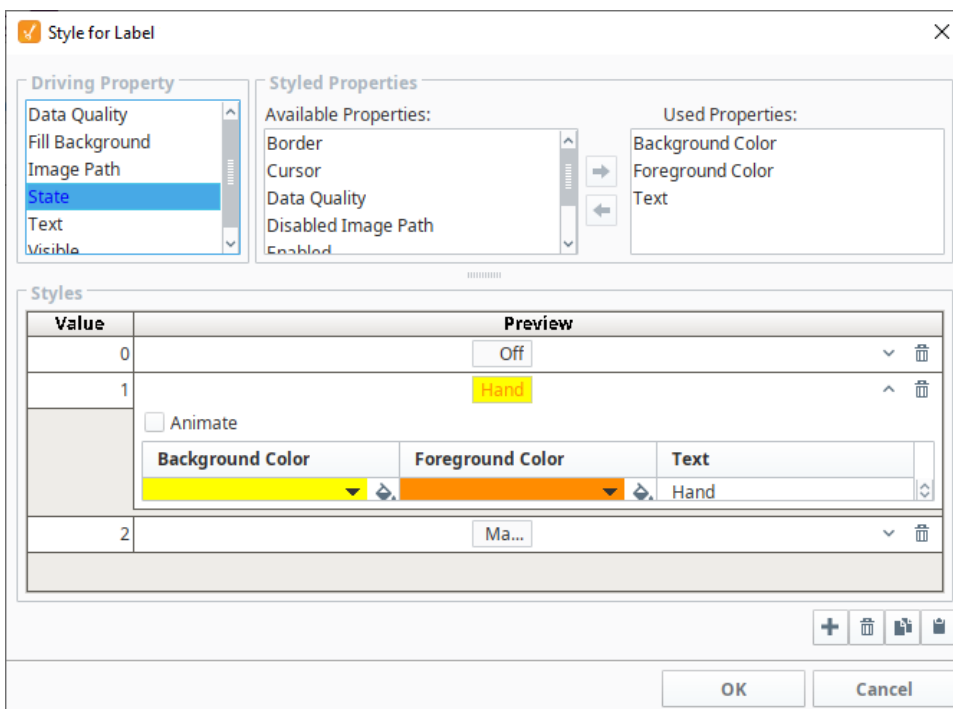 Style for Label
Driving Property
Styled Properties
Data Quality
Fill Background
Image Path
State
Text
Visible
Available Properties:
Border
Cursor
Data Quality
Disabled Image Path
Enabled
Used Properties:
Background Color
Foreground Color
Text
Styles
Value Preview
0 Off
1 Hand
Animate
Background Color Foreground Color Text
Hand
2 Ma...
OK Cancel